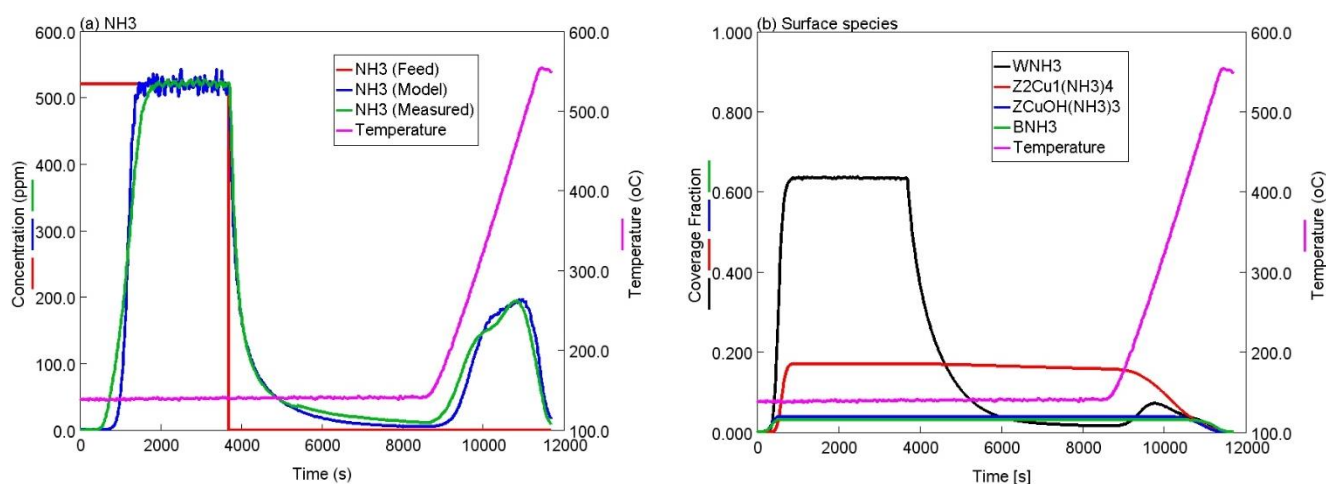 (a) NH3
600.0
500.0
400.0
300.0
200.0
100.0
0.0
Concentration (ppm)
NH3 (Feed)
NH3 (Model)
NH3 (Measured)
Temperature
600.0
500.0
400.0
300.0
200.0
100.0
Temperature (oC)
0
2000
4000
6000
8000
10000
12000
Time (s)
(b) Surface species
1.000
0.800
0.600
0.400
0.200
0.000
Coverage Fraction
WNH3
Z2Cu1(NH3)4
ZCuOH(NH3)3
BNH3
Temperature
600.0
500.0
400.0
300.0
200.0
100.0
Temperature (oC)
0
2000
4000
6000
8000
10000
12000
Time [s]